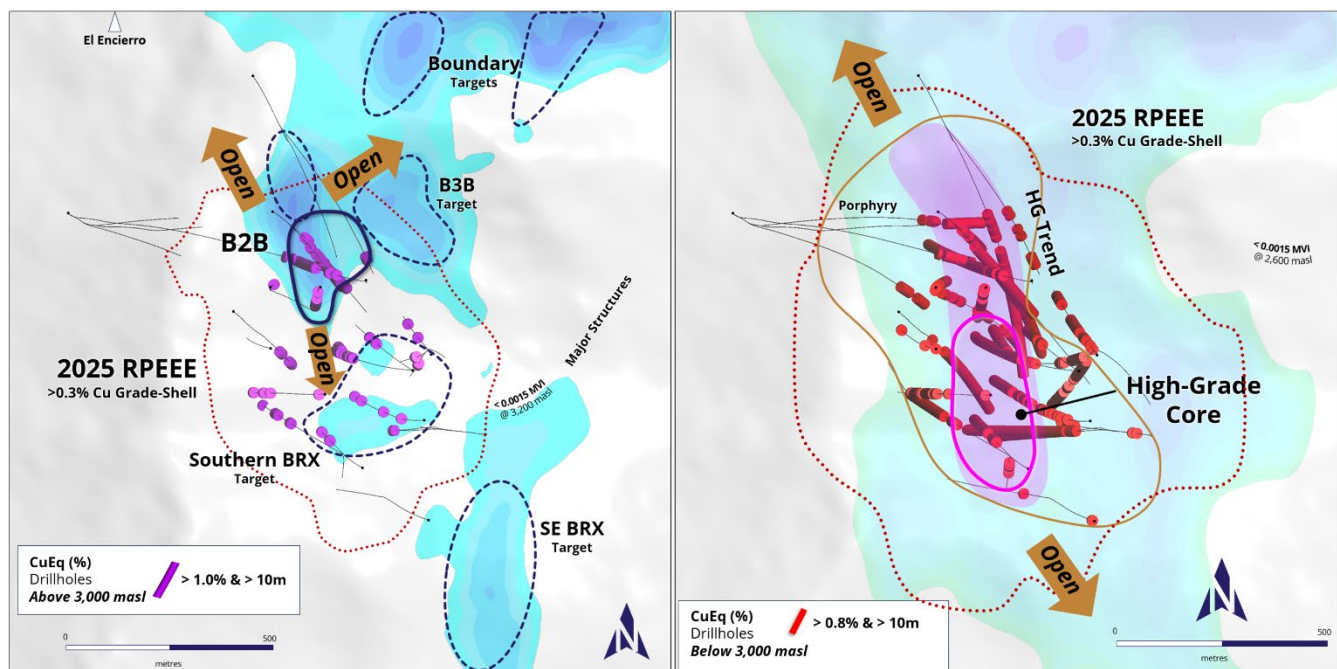 El Encierro
Boundary
Targets
Open
Open
B3B
Target
B2B
Open
Major Structures
2025 RPEEE
>0.3% Cu Grade-Shell
< 0.0015 MVI
@ 3,200 masl
Southern BRX
Target
SE BRX
Target
CuEq (%)
Drillholes
Above 3,000 masl
> 1.0% & > 10m
0 500
metres
N
Open
2025 RPEEE
>0.3% Cu Grade-Shell
Porphyry
HG Trend
< 0.0015 MVI
@ 2,600 masl
High-Grade
Core
Open
CuEq (%)
Drillholes
Below 3,000 masl
> 0.8% & > 10m
N
0 500
metres